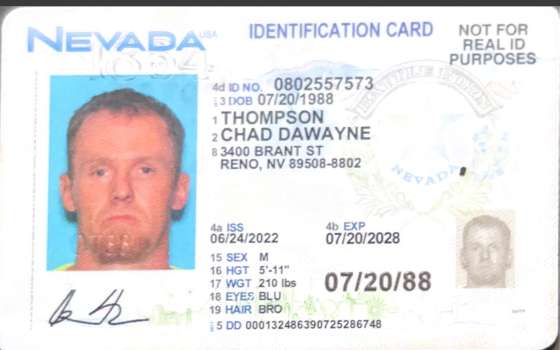 NEVADA USA IDENTIFICATION CARD
NOT FOR
REAL ID
PURPOSES
4d ID NO. 0802557573
3 DOB 07/20/1988
1 THOMPSON
2 CHAD DAWAYNE
8 3400 BRANT ST
RENO, NV 89508-8802
NEVADA
4a ISS 4b EXP
06/24/2022 07/20/2028
15 SEX M
16 HGT 5'-11"
17 WGT 210 lbs
07/20/88
18 EYES BLU
19 HAIR BRO
5 DD 000132486390725286748